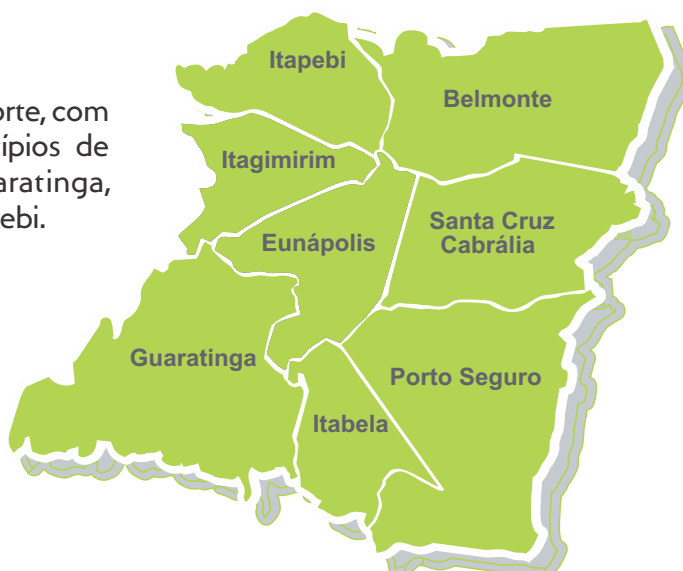 orte, com
ípios de
aratinga,
ebi.
Itapebi
Belmonte
Itagimirim
Eunápolis
Santa Cruz
Cabrália
Guaratinga
Porto Seguro
Itabela